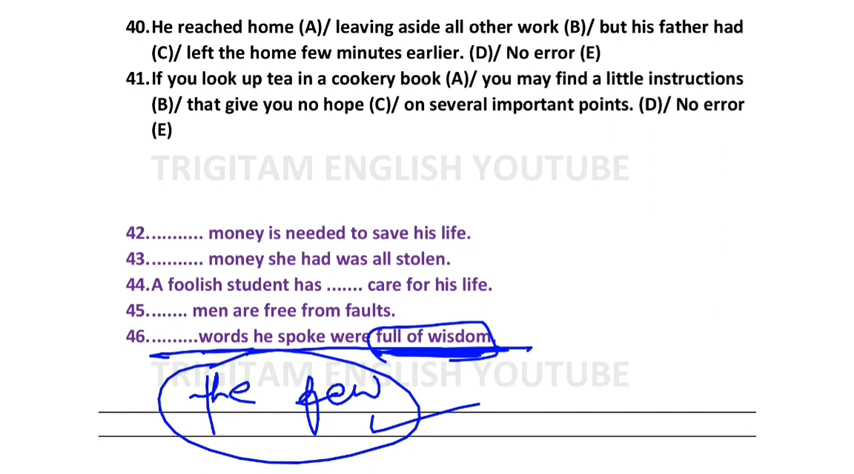 40. He reached home (A)/ leaving aside all other work (B)/ but his father had
(C)/ left the home few minutes earlier. (D)/ No error (E)
41. If you look up tea in a cookery book (A)/ you may find a little instructions
(B)/ that give you no hope (C)/ on several important points. (D)/ No error
(E)
TRIGITAM ENGLISH YOUTUBE
42........... money is needed to save his life.
43........... money she had was all stolen.
44. A foolish student has ....... care for his life.
45........ men are free from faults.
46..........words he spoke were full of wisdom.
TRIGITAM ENGLISH YOUTUBE
the few